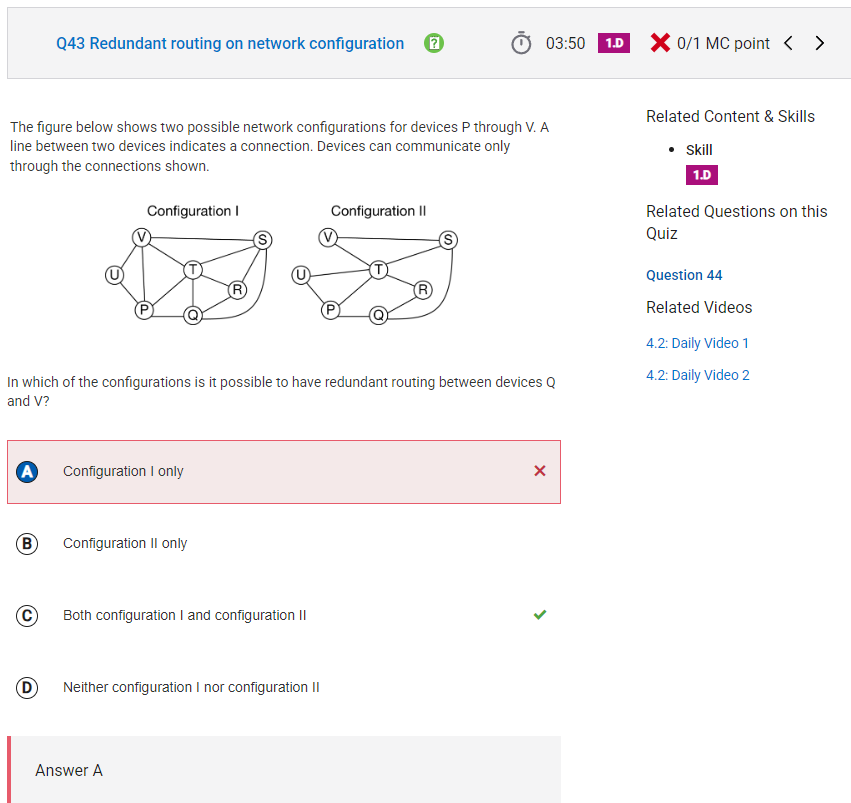 Q43 Redundant routing on network configuration
?
03:50
1.D
0/1 MC point
The figure below shows two possible network configurations for devices P through V. A
line between two devices indicates a connection. Devices can communicate only
through the connections shown.
Configuration I
V
S
T
U
R
P
Q
Configuration II
V
S
T
U
R
P
Q
In which of the configurations is it possible to have redundant routing between devices Q
and V?
A Configuration I only
B Configuration II only
C Both configuration I and configuration II
D Neither configuration I nor configuration II
Answer A
Related Content & Skills
• Skill
1.D
Related Questions on this
Quiz
Question 44
Related Videos
4.2: Daily Video 1
4.2: Daily Video 2